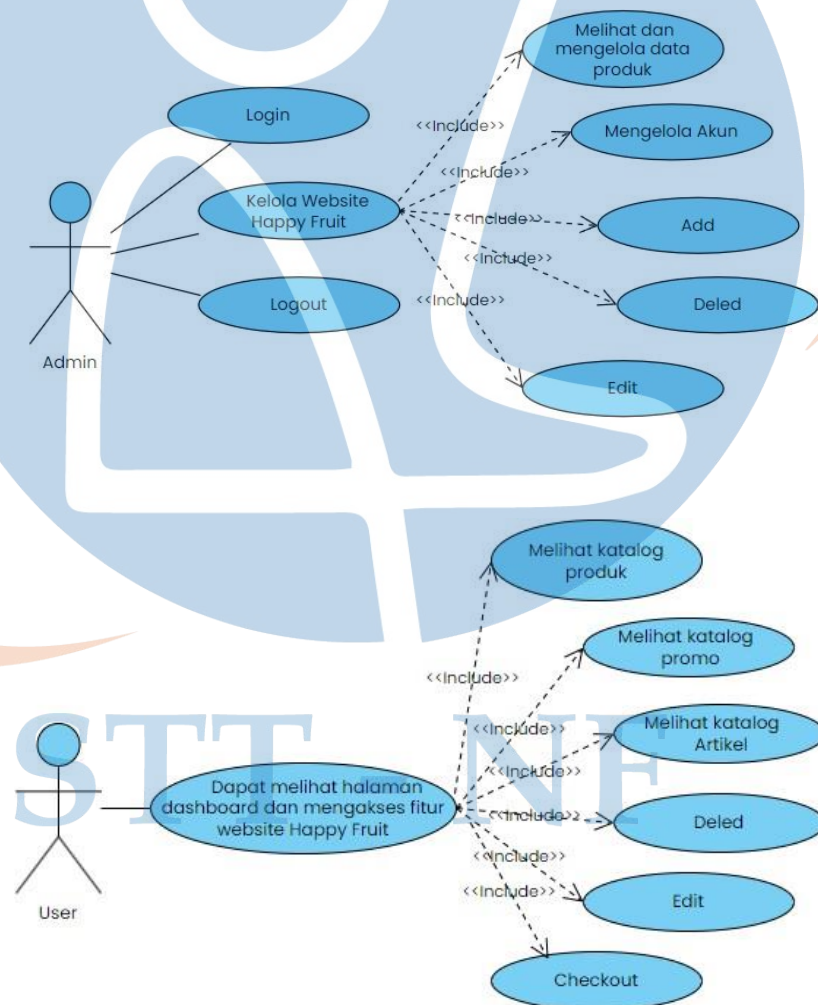 Melihat dan
mengelola data
produk
Login
<<Include>>
Mengelola Akun
<<Include>>
Kelola Website
Happy Fruit
<<Include>>
Add
<<Include>>
Logout
<<Include>>
Deled
Admin
Edit
Melihat katalog
produk
Melihat katalog
promo
<<Include>>
STT - NF
Melihat katalog
Artikel
<<Include>>
<<Include>>
Dapat melihat halaman
dashboard dan mengakses fitur
website Happy Fruit
<<Include>>
Deled
<<Include>>
<<Include>>
Edit
User
Checkout